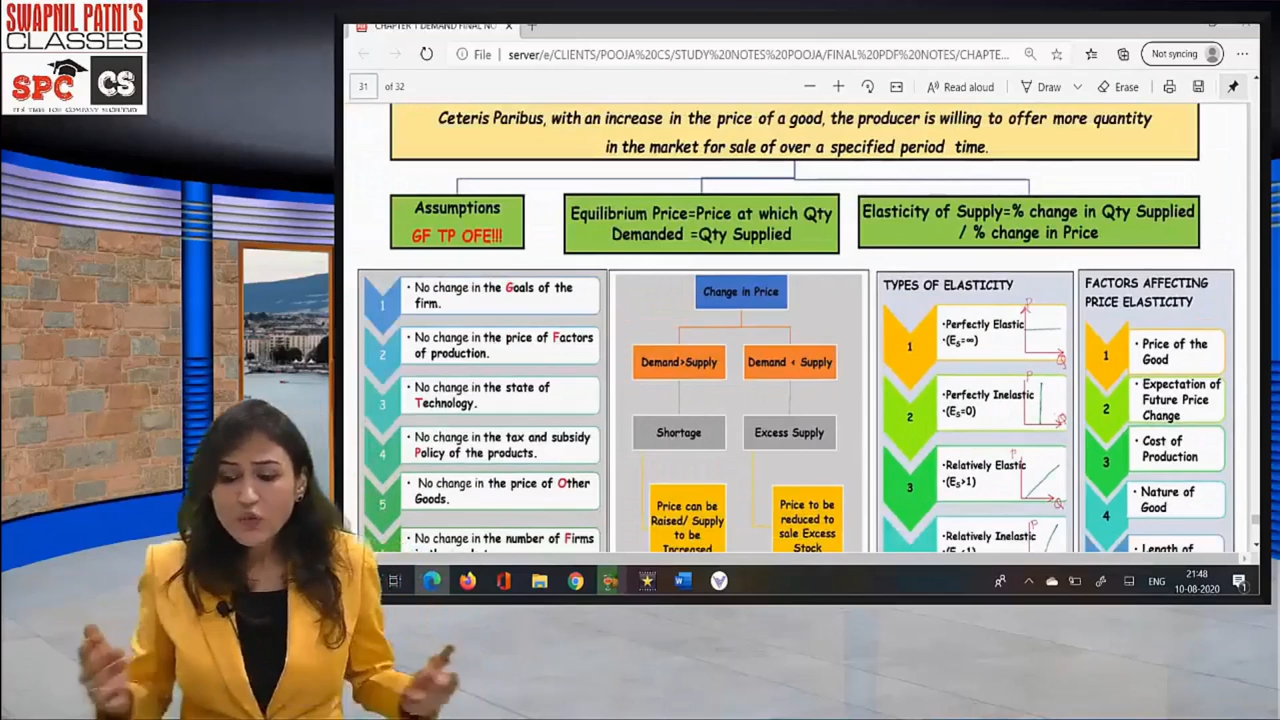 SWAPNIL PATNI'S
CLASSES
SPC CS
CHAPTER 1 DEMAND FINAL NO
File server/e/CLIENTS/POOJA%20CS/STUDY%20NOTES%20POOJA/FINAL%20PDF%20NOTES/CHAPTE...
Not syncing
31 of 32
Read aloud
Draw
Erase
Ceteris Paribus, with an increase in the price of a good, the producer is willing to offer more quantity
in the market for sale of over a specified period time.
Assumptions
GF TP OFE!!!
Equilibrium Price=Price at which Qty
Demanded =Qty Supplied
Elasticity of Supply=% change in Qty Supplied
/ % change in Price
1
• No change in the Goals of the
firm.
2
• No change in the price of Factors
of production.
3
• No change in the state of
Technology.
4
• No change in the tax and subsidy
Policy of the products.
5
• No change in the price of Other
Goods.
• No change in the number of Firms
Change in Price
Demand>Supply
Demand < Supply
Shortage
Excess Supply
Price can be
Raised/ Supply
to be
Increased
Price to be
reduced to
sale Excess
Stock
TYPES OF ELASTICITY
1
•Perfectly Elastic
•(ES=∞)
P
Q
2
•Perfectly Inelastic
•(ES=0)
P
Q
3
•Relatively Elastic
•(ES>1)
P
Q
•Relatively Inelastic
P
FACTORS AFFECTING
PRICE ELASTICITY
1
• Price of the
Good
2
• Expectation of
Future Price
Change
3
• Cost of
Production
4
• Nature of
Good
• Length of
ENG
21:48
10-08-2020